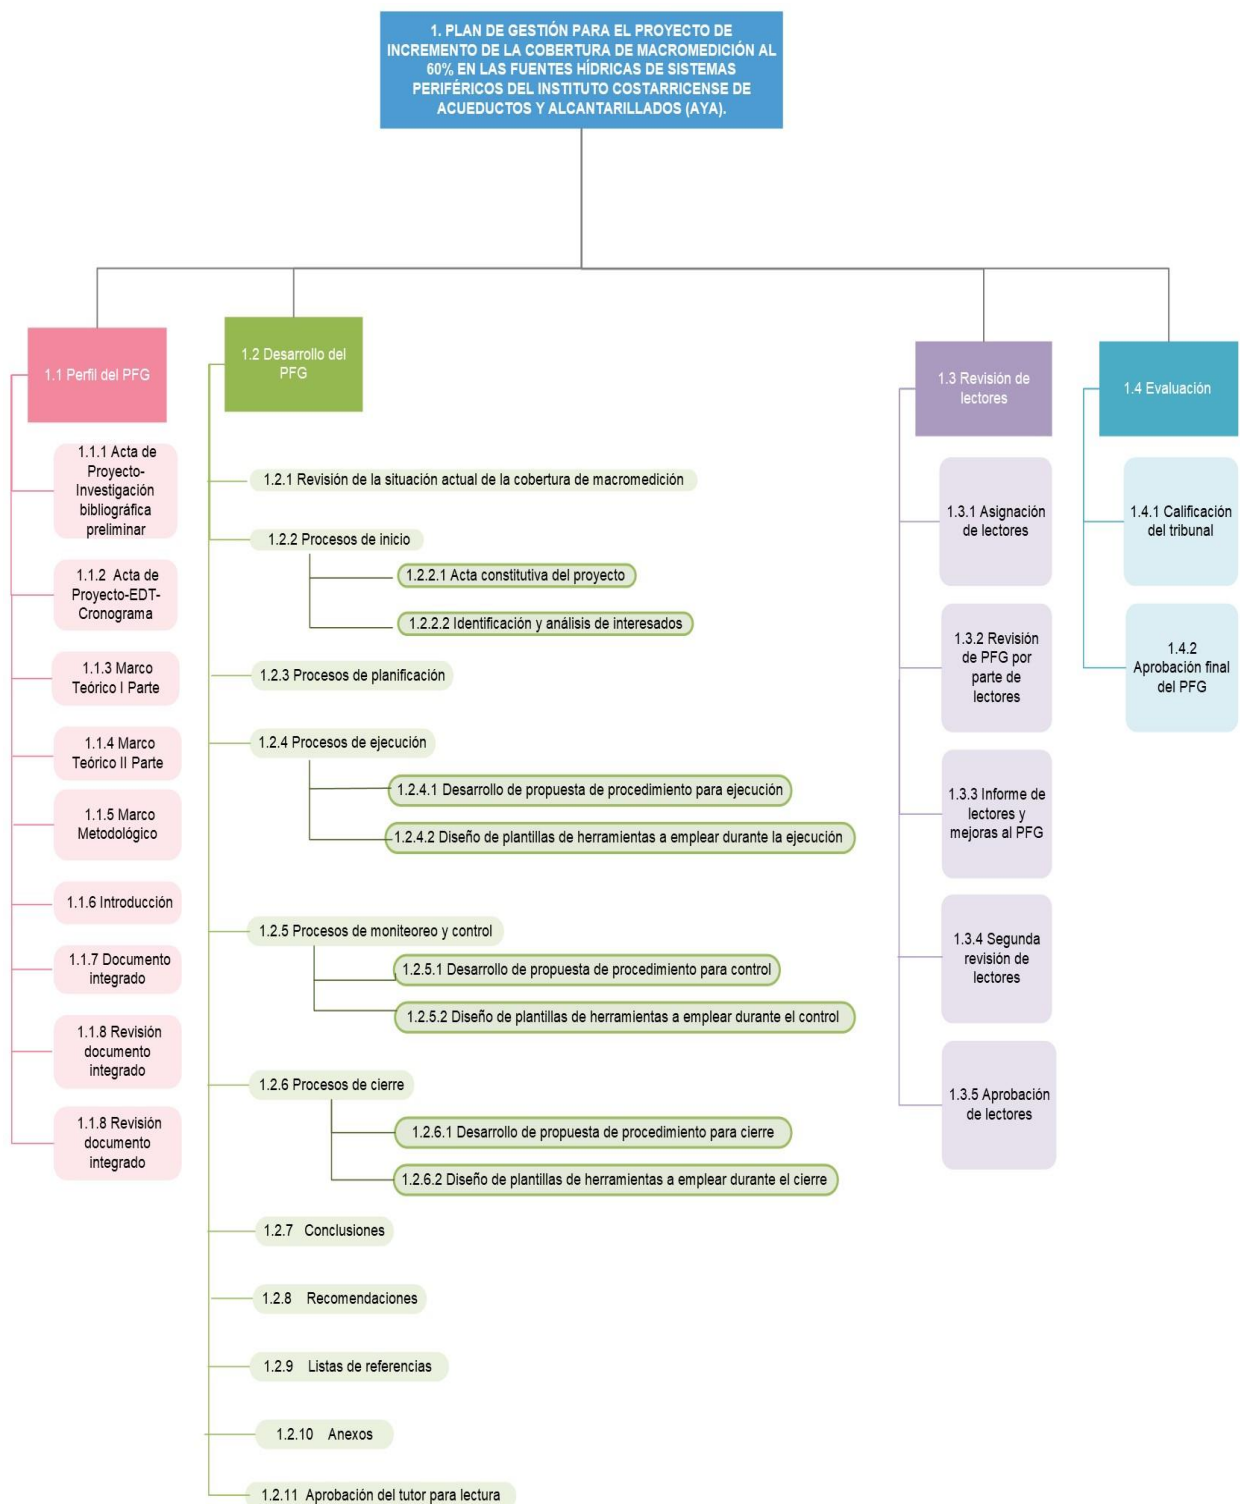 1. PLAN DE GESTIÓN PARA EL PROYECTO DE
INCREMENTO DE LA COBERTURA DE MACROMEDICIÓN AL
60% EN LAS FUENTES HÍDRICAS DE SISTEMAS
PERIFÉRICOS DEL INSTITUTO COSTARRICENSE DE
ACUEDUCTOS Y ALCANTARILLADOS (AYA).
1.1 Perfil del PFG
1.1.1 Acta de
Proyecto-
Investigación
bibliográfica
preliminar
1.1.2 Acta de
Proyecto-EDT-
Cronograma
1.1.3 Marco
Teórico I Parte
1.1.4 Marco
Teórico II Parte
1.1.5 Marco
Metodológico
1.1.6 Introducción
1.1.7 Documento
integrado
1.1.8 Revisión
documento
integrado
1.1.8 Revisión
documento
integrado
1.2 Desarrollo del
PFG
1.2.1 Revisión de la situación actual de la cobertura de macromedición
1.2.2 Procesos de inicio
1.2.2.1 Acta constitutiva del proyecto
1.2.2.2 Identificación y análisis de interesados
1.2.3 Procesos de planificación
1.2.4 Procesos de ejecución
1.2.4.1 Desarrollo de propuesta de procedimiento para ejecución
1.2.4.2 Diseño de plantillas de herramientas a emplear durante la ejecución
1.2.5 Procesos de moniteoreo y control
1.2.5.1 Desarrollo de propuesta de procedimiento para control
1.2.5.2 Diseño de plantillas de herramientas a emplear durante el control
1.2.6 Procesos de cierre
1.2.6.1 Desarrollo de propuesta de procedimiento para cierre
1.2.6.2 Diseño de plantillas de herramientas a emplear durante el cierre
1.2.7 Conclusiones
1.2.8 Recomendaciones
1.2.9 Listas de referencias
1.2.10 Anexos
1.2.11 Aprobación del tutor para lectura
1.3 Revisión de
lectores
1.3.1 Asignación
de lectores
1.3.2 Revisión
de PFG por
parte de
lectores
1.3.3 Informe de
lectores y
mejoras al PFG
1.3.4 Segunda
revisión de
lectores
1.3.5 Aprobación
de lectores
1.4 Evaluación
1.4.1 Calificación
del tribunal
1.4.2
Aprobación final
del PFG